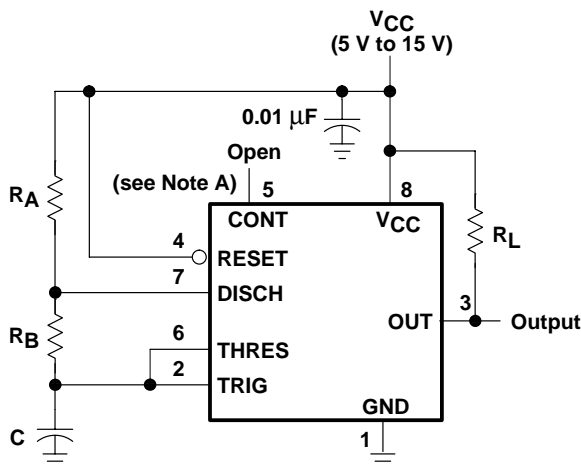 VCC
(5 V to 15 V)
0.01 μF
Open
(see Note A)
5
8
RA
CONT
VCC
RL
4
RESET
7
DISCH
3
OUT
Output
RB
6
THRES
2
TRIG
GND
C
1